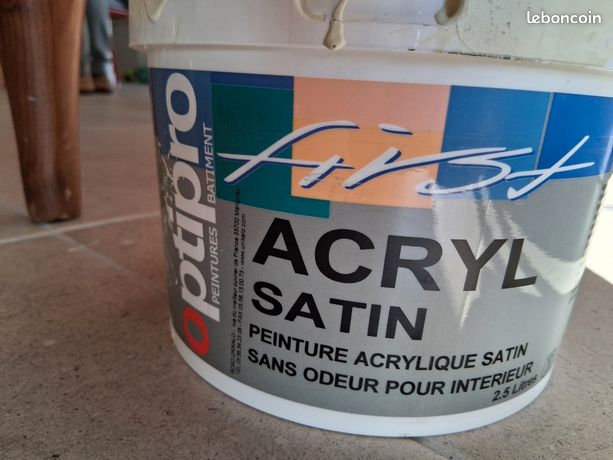 leboncoin
optipro
PEINTURES BATIMENT
first
ACRYL
SATIN
PEINTURE ACRYLIQUE SATIN
SANS ODEUR POUR INTERIEUR
2.5 Litres